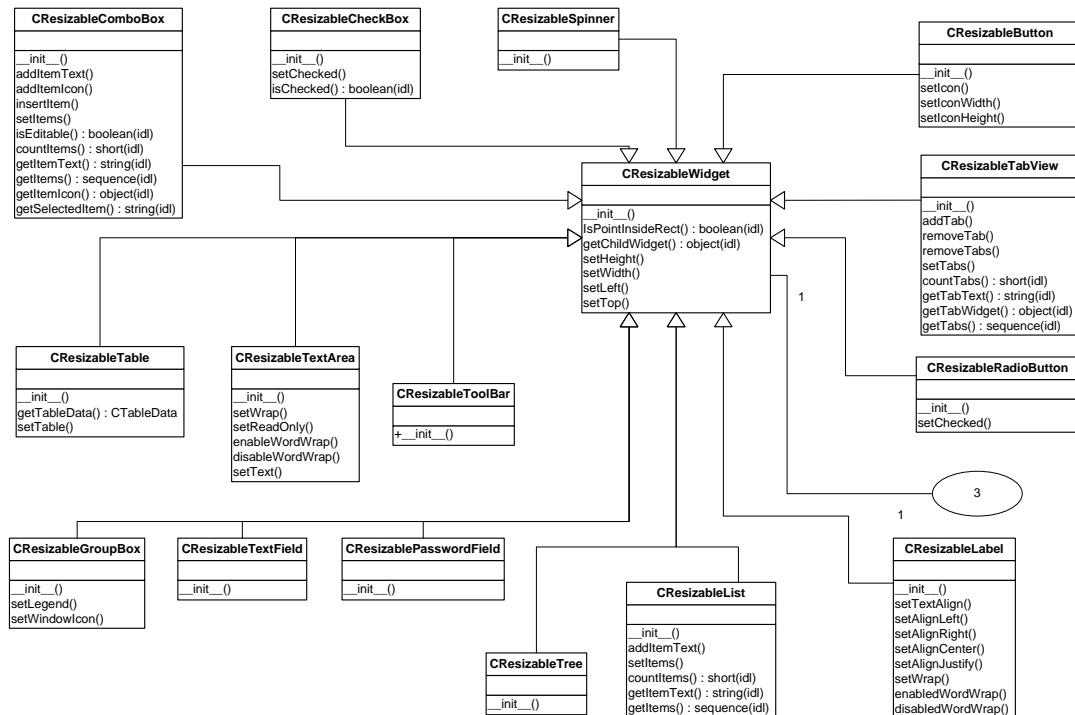 CResizableComboBox
__init__()
addItemText()
addItemIcon()
insertItem()
setItems()
isEditable() : boolean(idl)
countItems() : short(idl)
getItemText() : string(idl)
getItems() : sequence(idl)
getItemIcon() : object(idl)
getSelectedItem() : string(idl)
CResizableCheckBox
__init__()
setChecked()
isChecked() : boolean(idl)
CResizableSpinner
__init__()
CResizableButton
__init__()
setIcon()
setIconWidth()
setIconHeight()
CResizableWidget
__init__()
IsPointInsideRect() : boolean(idl)
getChildWidget() : object(idl)
setHeight()
setWidth()
setLeft()
setTop()
CResizableTabView
__init__()
addTab()
removeTab()
removeTabs()
setTabs()
countTabs() : short(idl)
getTabText() : string(idl)
getTabWidget() : object(idl)
getTabs() : sequence(idl)
1
CResizableTable
__init__()
getTableData() : CTableData
setTable()
CResizableTextArea
__init__()
setWrap()
setReadOnly()
enableWordWrap()
disableWordWrap()
setText()
CResizableToolBar
+__init__()
CResizableRadioButton
__init__()
setChecked()
3
1
CResizableGroupBox
__init__()
setLegend()
setWindowIcon()
CResizableTextField
__init__()
CResizablePasswordField
__init__()
CResizableTree
__init__()
CResizableList
__init__()
addItemText()
setItems()
countItems() : short(idl)
getItemText() : string(idl)
getItems() : sequence(idl)
CResizableLabel
__init__()
setTextAlign()
setAlignLeft()
setAlignRight()
setAlignCenter()
setAlignJustify()
setWrap()
enabledWordWrap()
disabledWordWrap()